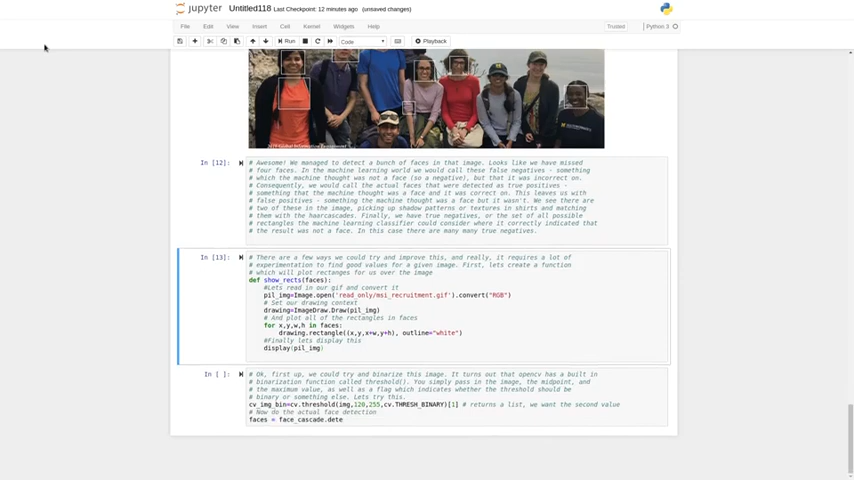 jupyter Untitled118 Last Checkpoint: 12 minutes ago (unsaved changes)
File Edit View Insert Cell Kernel Widgets Help Trusted Python 3
Run Code Playback
2019 Global Information
In [12]:
# Awesome! We managed to detect a bunch of faces in that image. Looks like we have missed
# four faces. In the machine learning world we would call these false negatives - something
# which the machine thought was not a face (so a negative), but that it was incorrect on.
# Consequently, we would call the actual faces that were detected as true positives -
# something that the machine thought was a face and it was correct on. This leaves us with
# false positives - something the machine thought was a face but it wasn't. We see there are
# two of these in the image, picking up shadow patterns or textures in shirts and matching
# them with the haarcascades. Finally, we have true negatives, or the set of all possible
# rectangles the machine learning classifier could consider where it correctly indicated that
# the result was not a face. In this case there are many many true negatives.
In [13]:
# There are a few ways we could try and improve this, and really, it requires a lot of
# experimentation to find good values for a given image. First, lets create a function
# which will plot rectanges for us over the image
def show_rects(faces):
#Lets read in our gif and convert it
pil_img=Image.open('read_only/msi_recruitment.gif').convert("RGB")
# Set our drawing context
drawing=ImageDraw.Draw(pil_img)
# And plot all of the rectangles in faces
for x,y,w,h in faces:
drawing.rectangle((x,y,x+w,y+h), outline="white")
#Finally lets display this
display(pil_img)
In [ ]:
# Ok, first up, we could try and binarize this image. It turns out that opencv has a built in
# binarization function called threshold(). You simply pass in the image, the midpoint, and
# the maximum value, as well as a flag which indicates whether the threshold should be
# binary or something else. Lets try this.
cv_img_bin=cv.threshold(img,120,255,cv.THRESH_BINARY)[1] # returns a list, we want the second value
# Now do the actual face detection
faces = face_cascade.dete